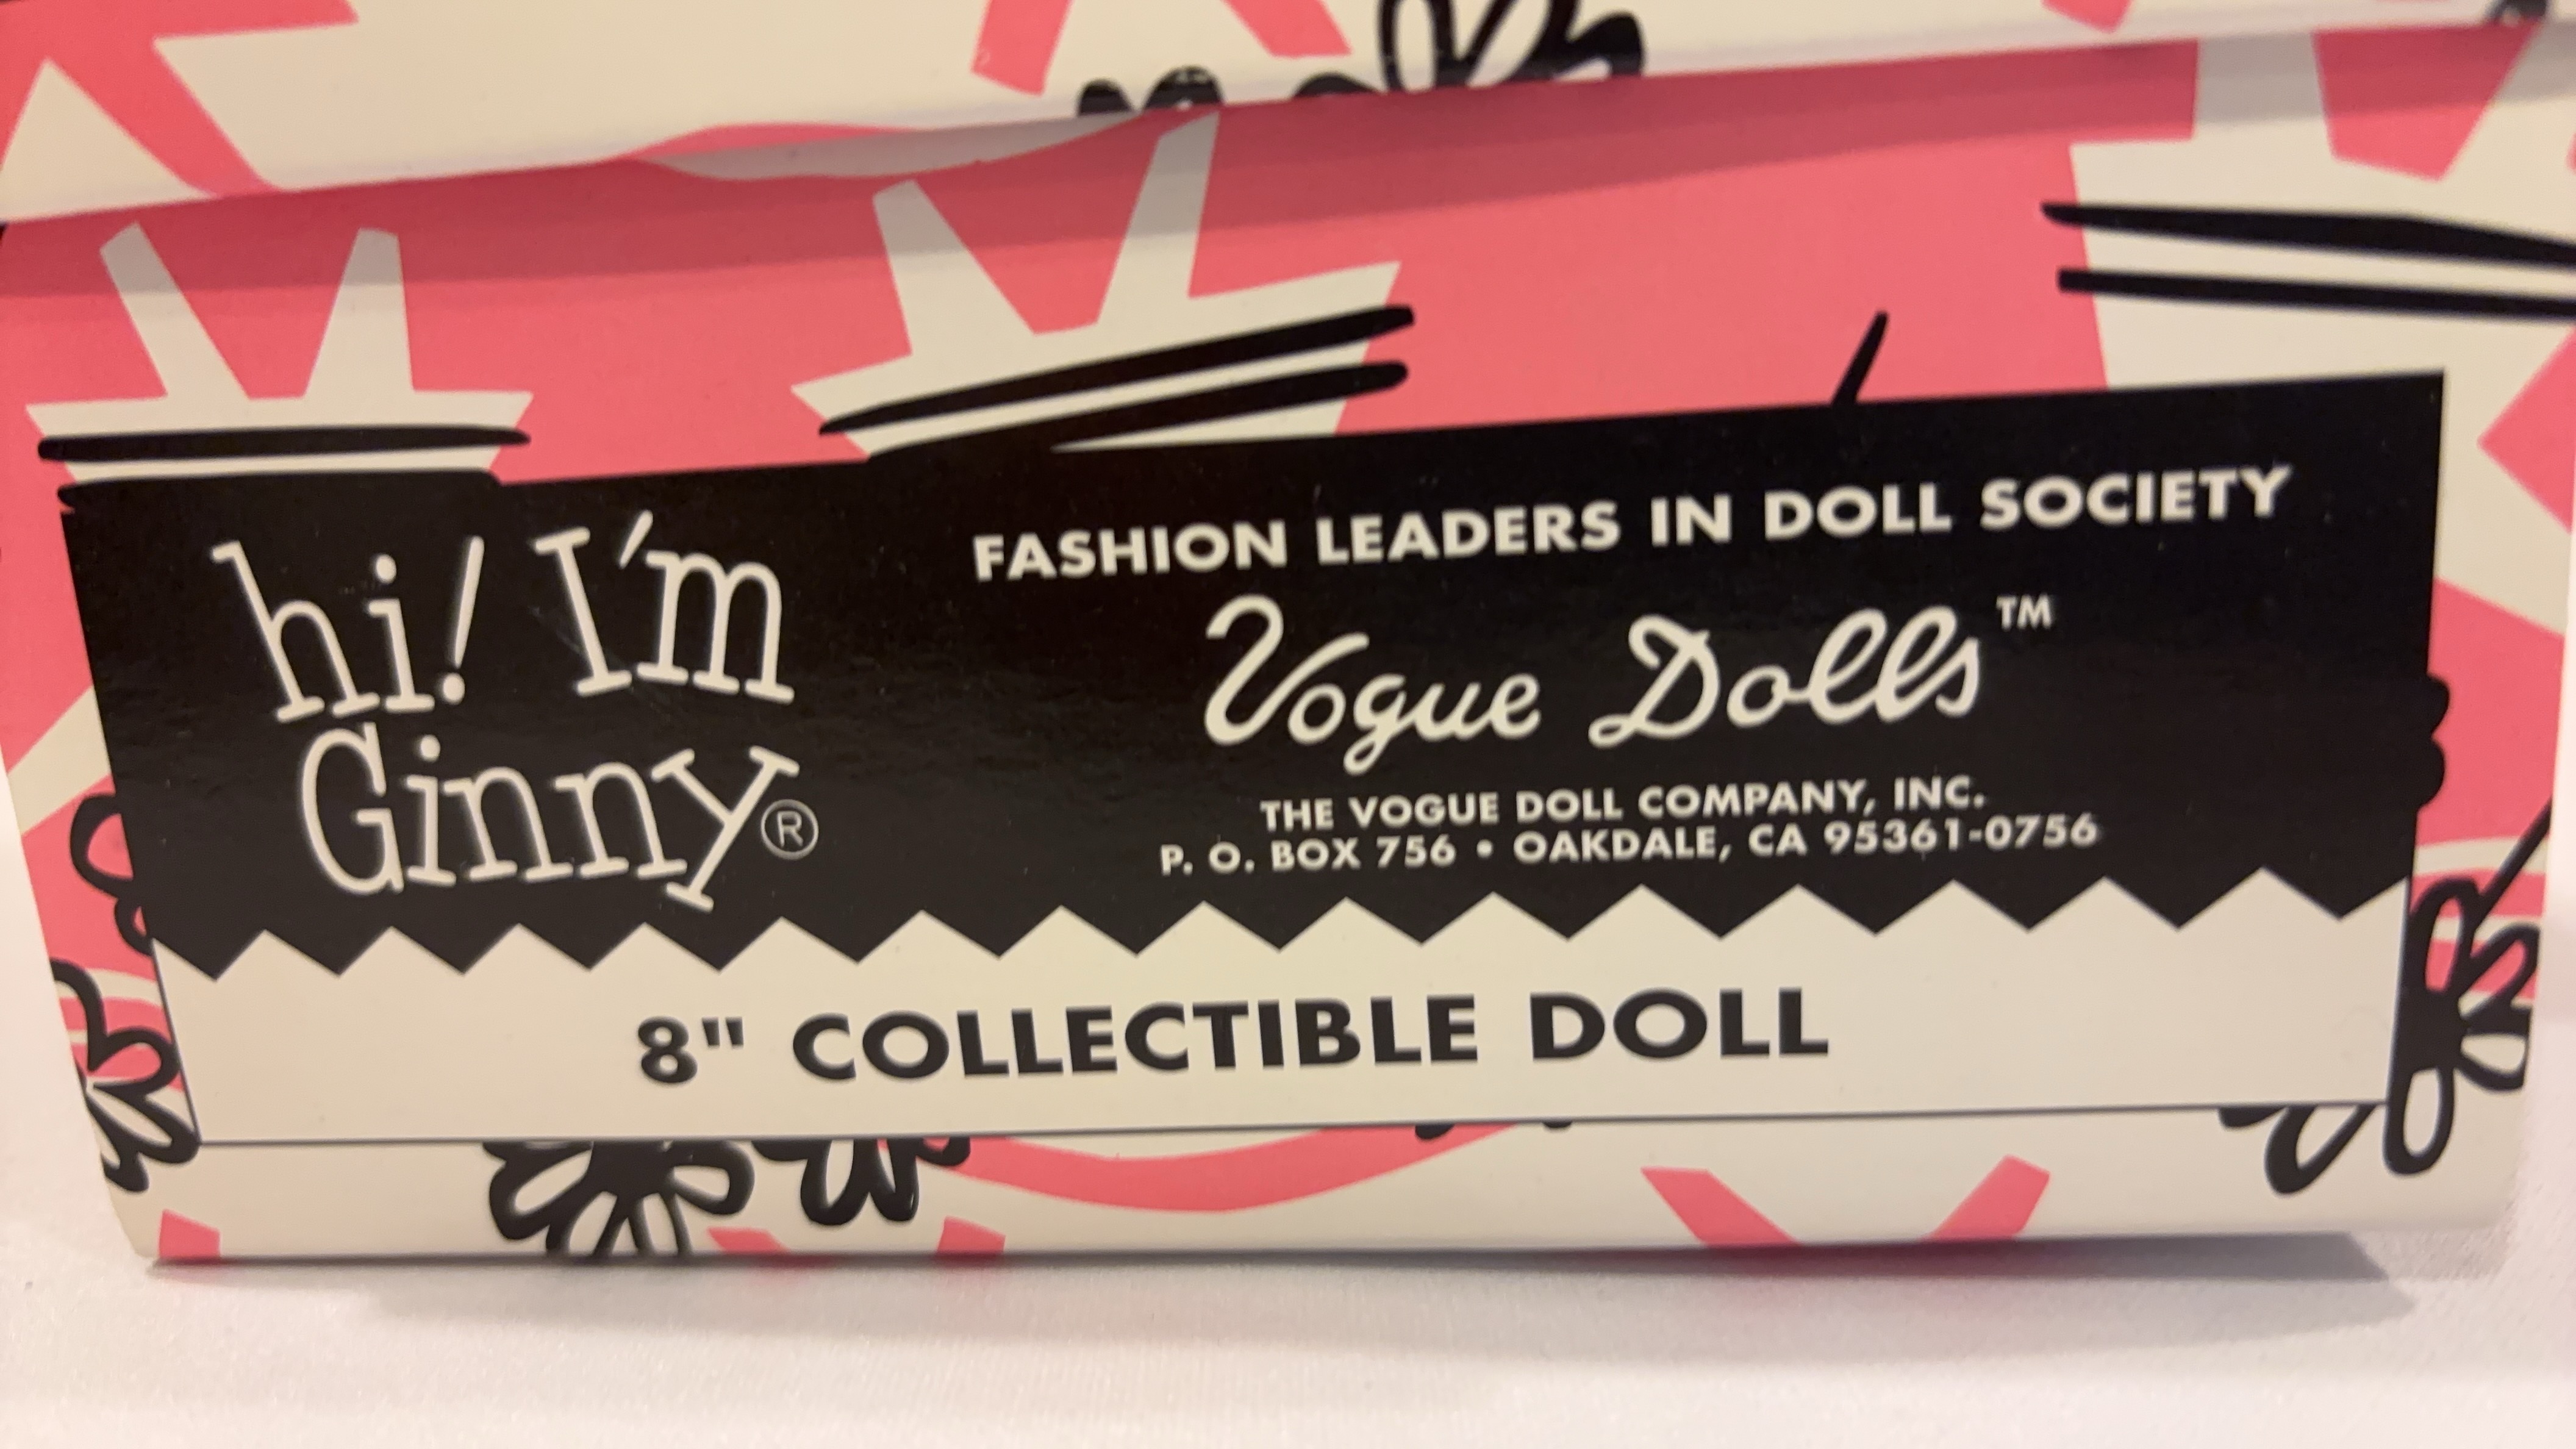 hi! I'm
Ginny®
FASHION LEADERS IN DOLL SOCIETY
Vogue Dolls™
THE VOGUE DOLL COMPANY, INC.
P. O. BOX 756 • OAKDALE, CA 95361-0756
8" COLLECTIBLE DOLL